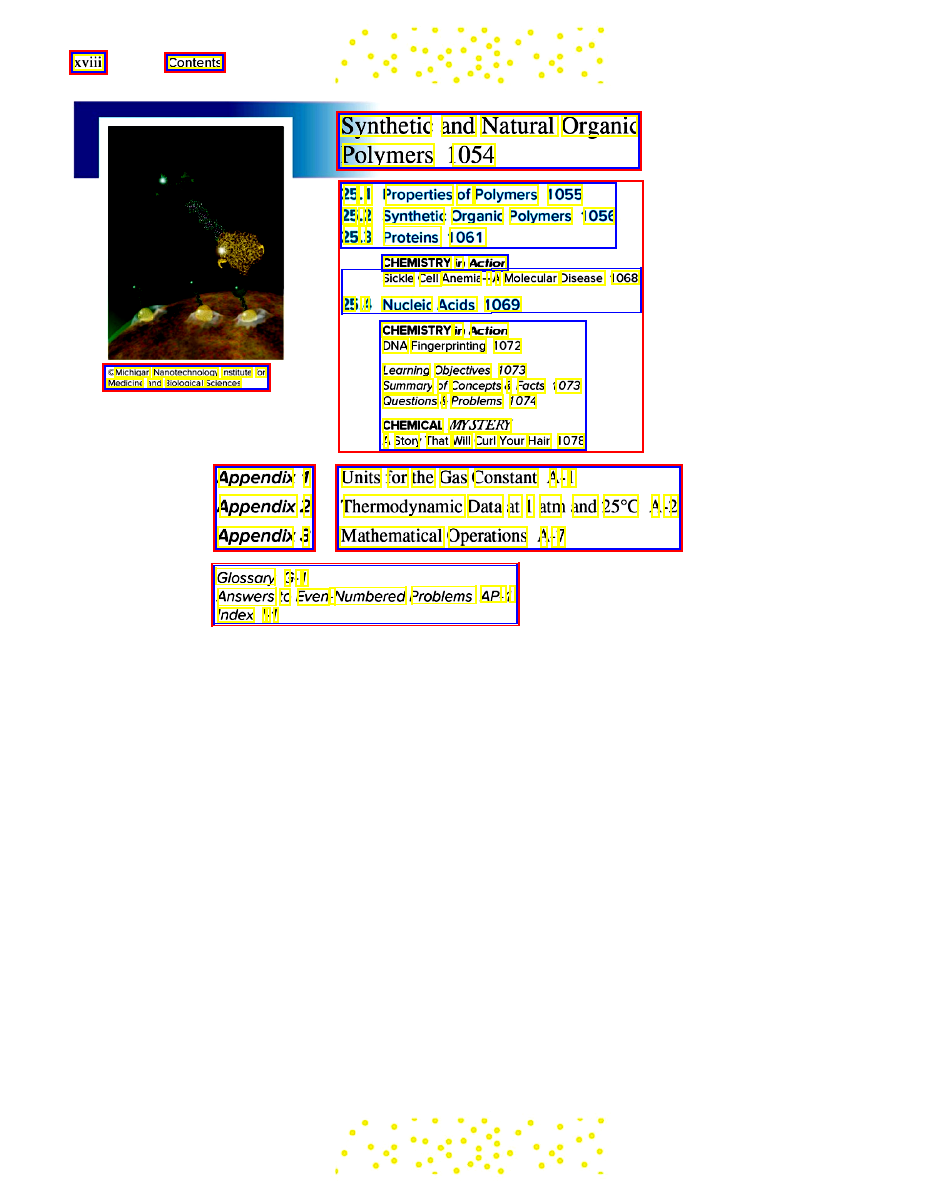 xviii Contents
Synthetic and Natural Organic
Polymers 1054
25.1 Properties of Polymers 1055
25.2 Synthetic Organic Polymers 1056
25.3 Proteins 1061
CHEMISTRY in Action
Sickle Cell Anemia—A Molecular Disease 1068
25.4 Nucleic Acids 1069
CHEMISTRY in Action
DNA Fingerprinting 1072
Learning Objectives 1073
Summary of Concepts & Facts 1073
Questions & Problems 1074
CHEMICAL MYSTERY
A Story That Will Curl Your Hair 1078
©Michigan Nanotechnology Institute for
Medicine and Biological Sciences
Appendix 1 Units for the Gas Constant A-1
Appendix 2 Thermodynamic Data at 1 atm and 25°C A-2
Appendix 3 Mathematical Operations A-7
Glossary G-1
Answers to Even-Numbered Problems AP-1
Index I-1